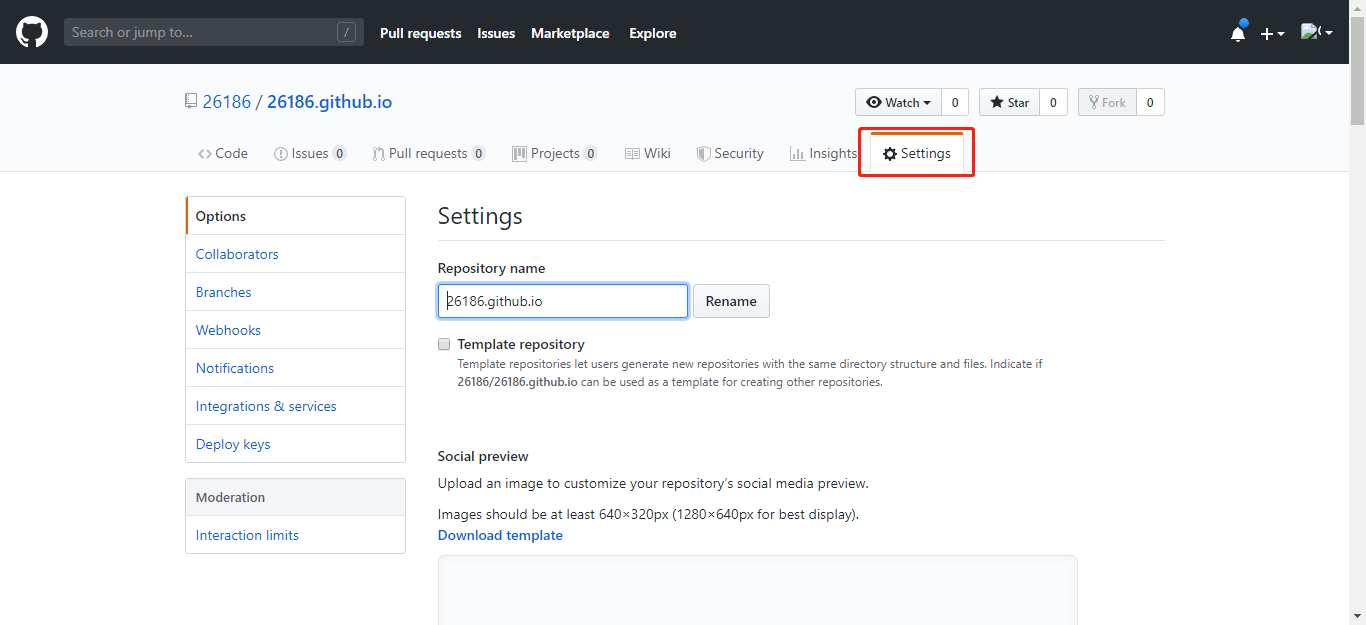 Search or jump to... /
Pull requests Issues Marketplace Explore
26186 / 26186.github.io
Watch 0 Star 0 Fork 0
Code Issues 0 Pull requests 0 Projects 0 Wiki Security Insights Settings
Options
Collaborators
Branches
Webhooks
Notifications
Integrations & services
Deploy keys
Moderation
Interaction limits
Settings
Repository name
26186.github.io Rename
Template repository
Template repositories let users generate new repositories with the same directory structure and files. Indicate if
26186/26186.github.io can be used as a template for creating other repositories.
Social preview
Upload an image to customize your repository’s social media preview.
Images should be at least 640×320px (1280×640px for best display).
Download template